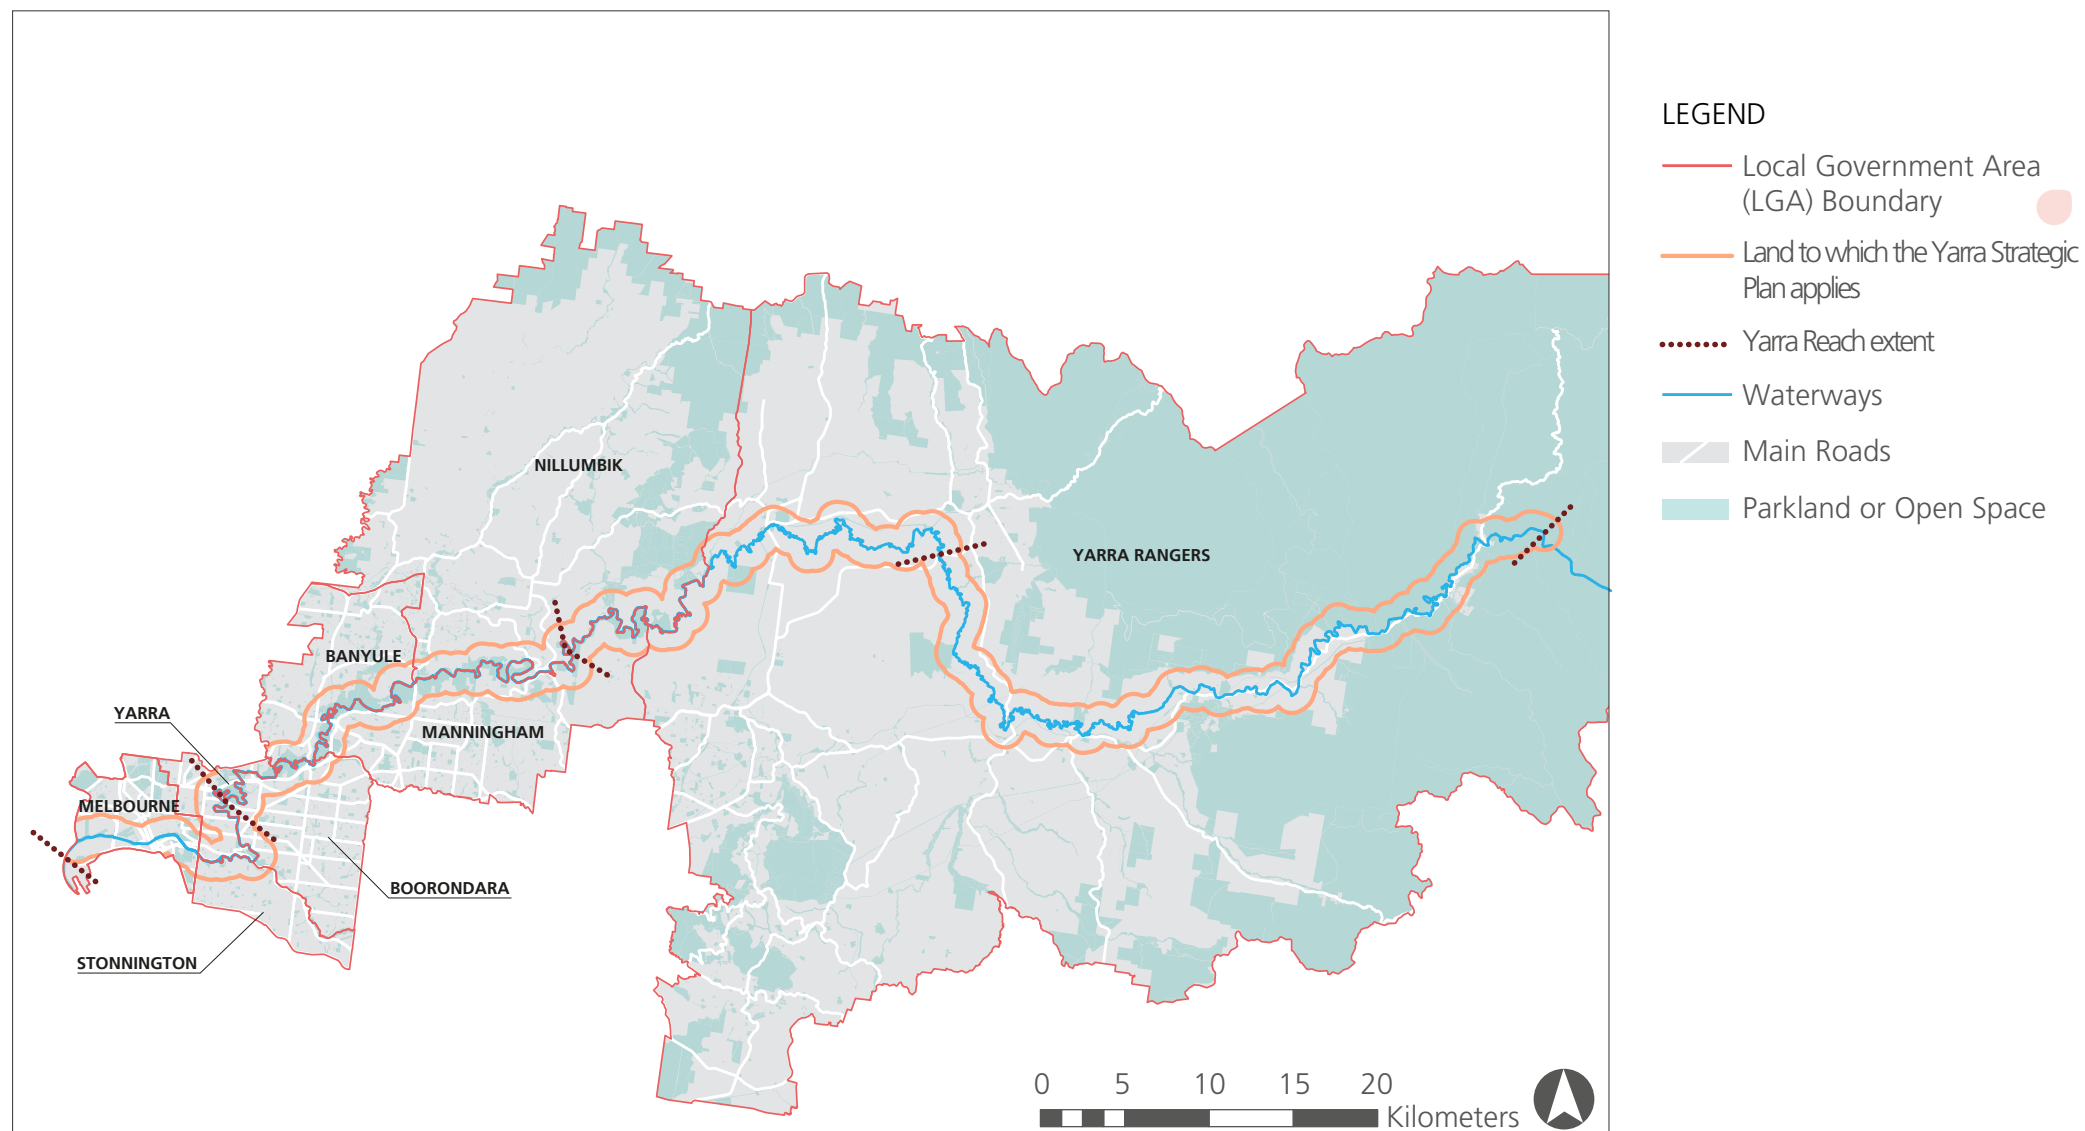 LEGEND
Local Government Area
(LGA) Boundary
Land to which the Yarra Strategic
Plan applies
Yarra Reach extent
Waterways
Main Roads
Parkland or Open Space
NILLUMBIK
YARRA RANGERS
BANYULE
YARRA
MANNINGHAM
MELBOURNE
BOORONDARA
STONNINGTON
0 5 10 15 20
Kilometers